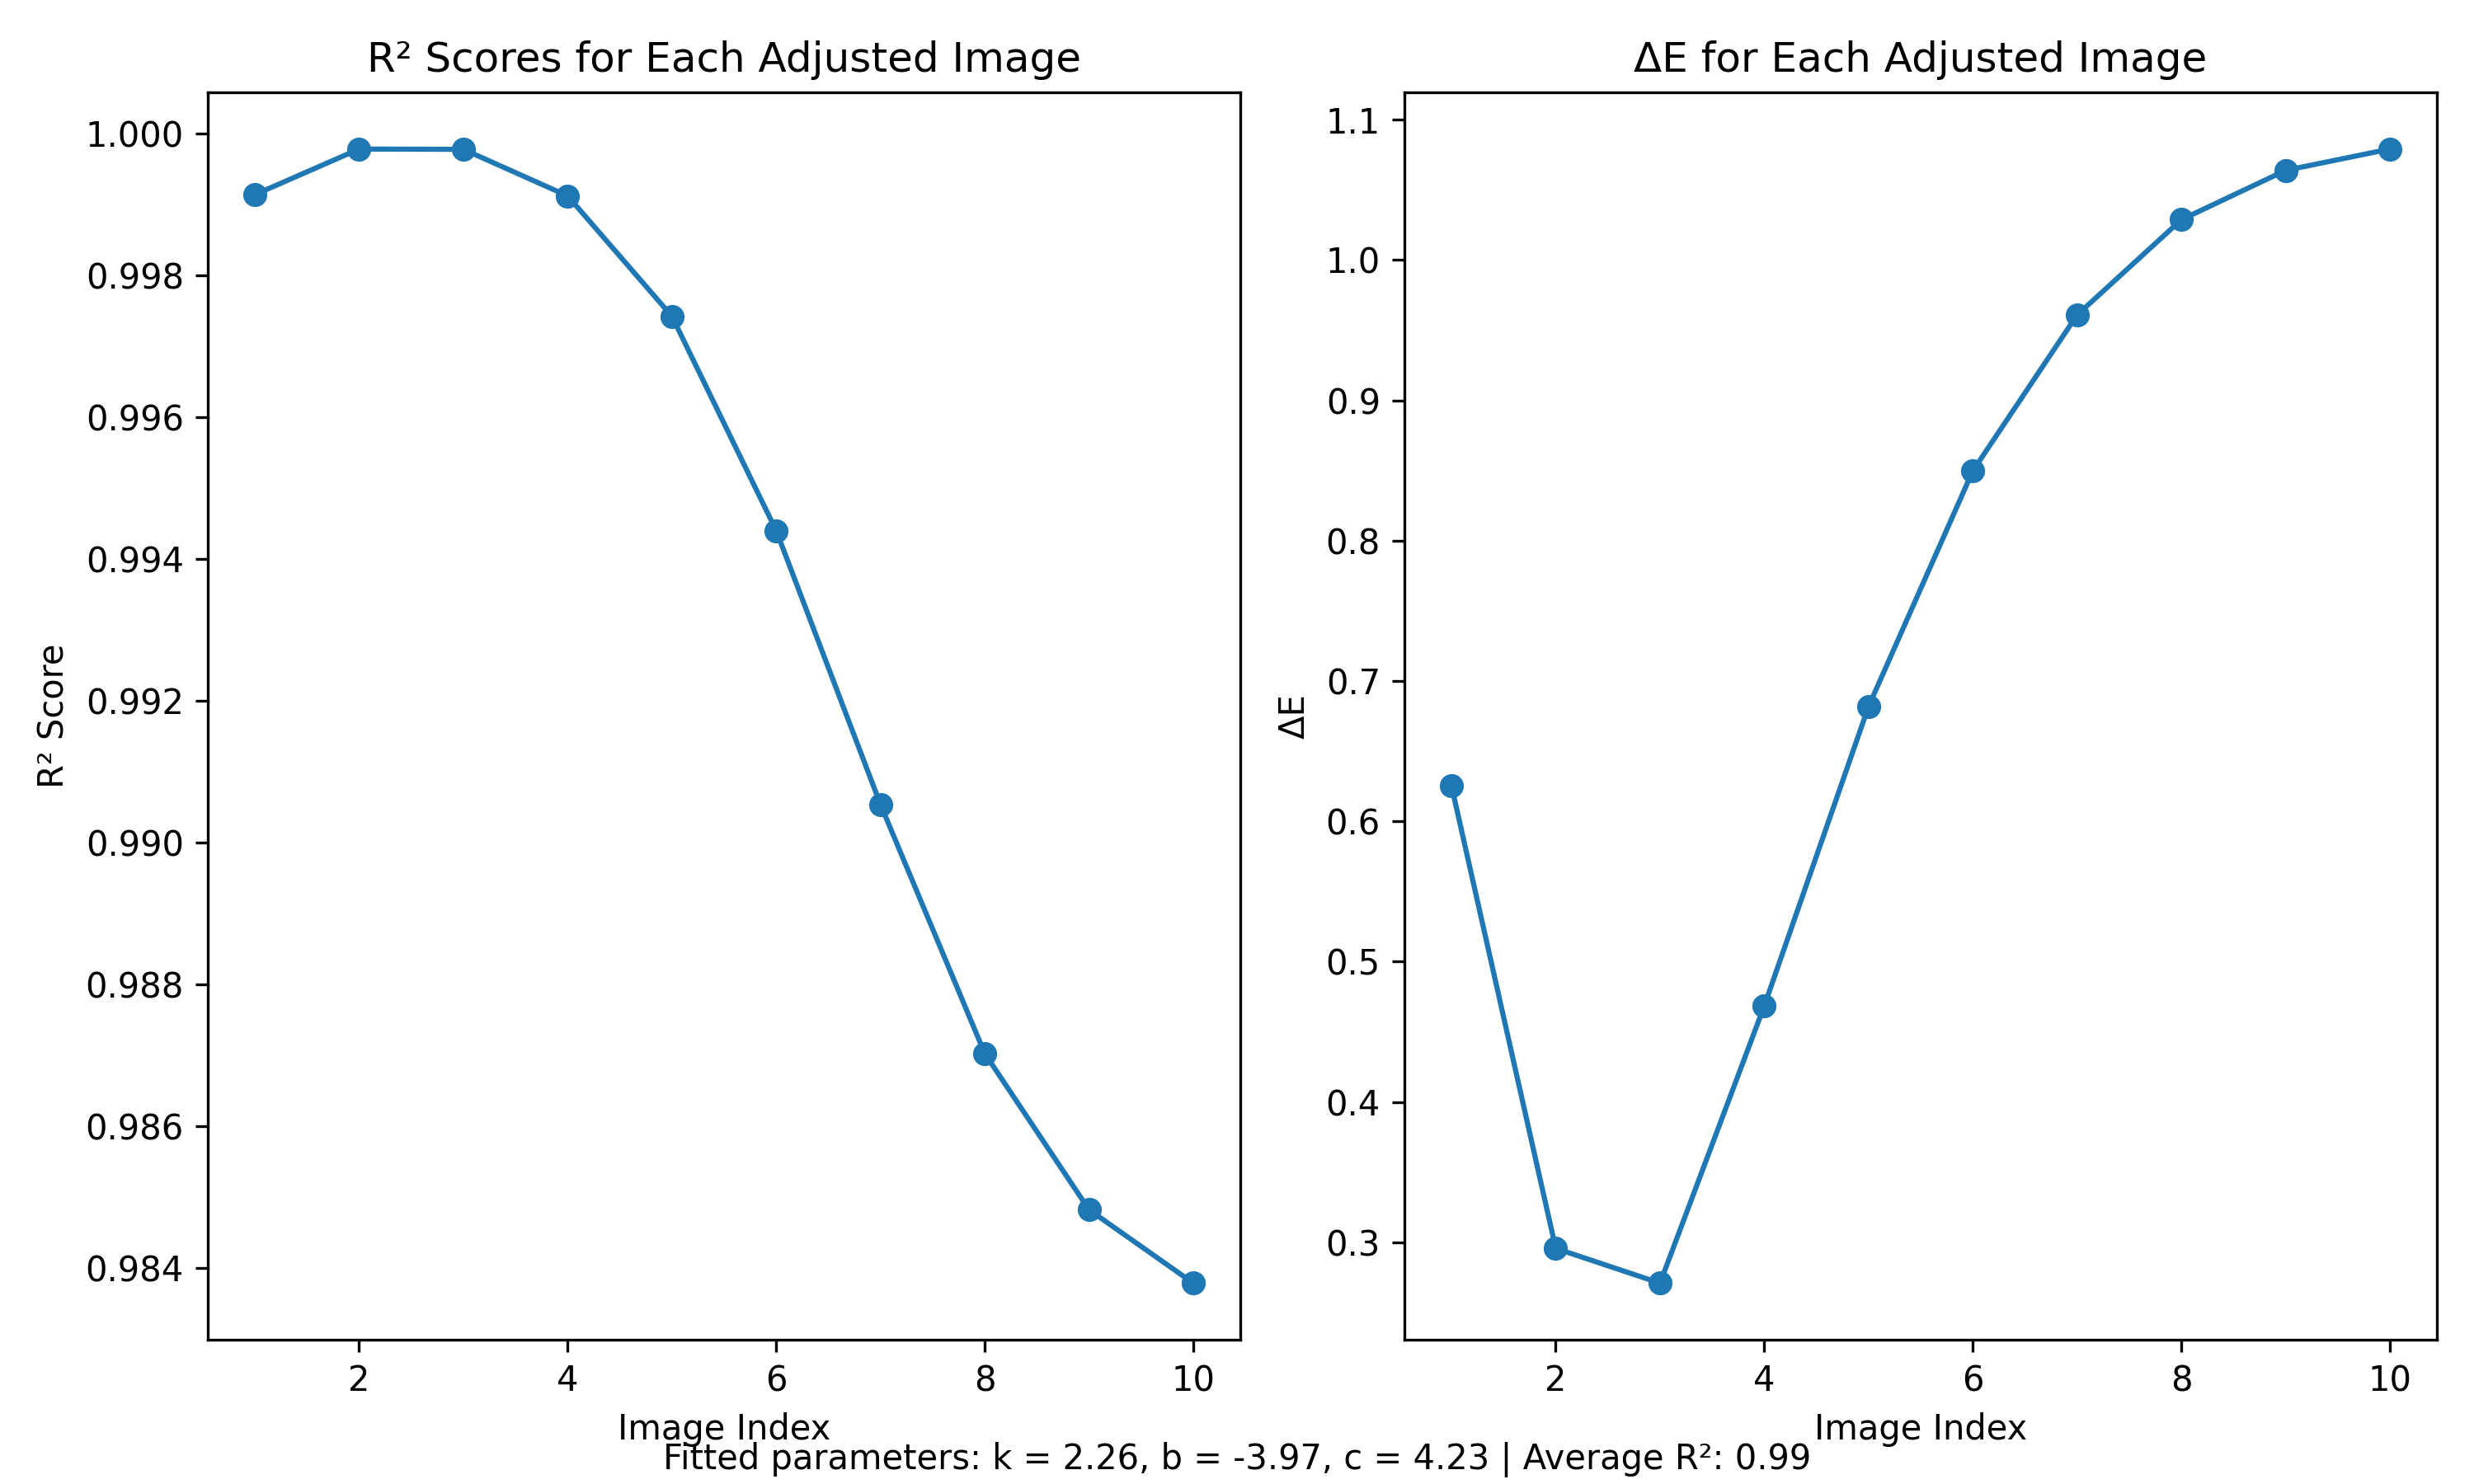 R² Scores for Each Adjusted Image
1.000
0.998
0.996
0.994
0.992
0.990
0.988
0.986
0.984
R² Score
2 4 6 8 10
Image Index
ΔE for Each Adjusted Image
1.1
1.0
0.9
0.8
0.7
0.6
0.5
0.4
0.3
ΔE
2 4 6 8 10
Image Index
Fitted parameters: k = 2.26, b = -3.97, c = 4.23 | Average R²: 0.99